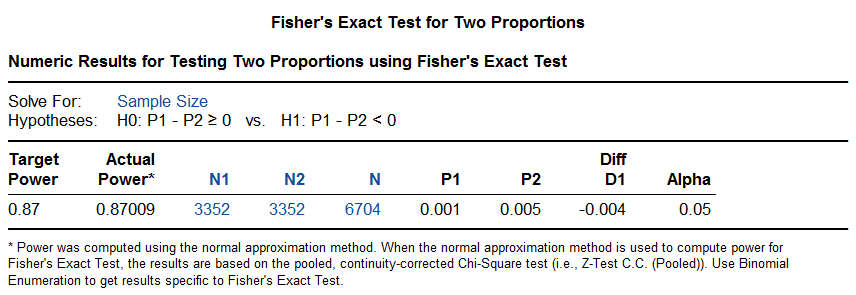 Fisher's Exact Test for Two Proportions
Numeric Results for Testing Two Proportions using Fisher's Exact Test
Solve For: Sample Size
Hypotheses: H0: P1 - P2 ≥ 0 vs. H1: P1 - P2 < 0
Target Actual Diff
Power Power* N1 N2 N P1 P2 D1 Alpha
0.87 0.87009 3352 3352 6704 0.001 0.005 -0.004 0.05
* Power was computed using the normal approximation method. When the normal approximation method is used to compute power for
Fisher's Exact Test, the results are based on the pooled, continuity-corrected Chi-Square test (i.e., Z-Test C.C. (Pooled)). Use Binomial
Enumeration to get results specific to Fisher's Exact Test.